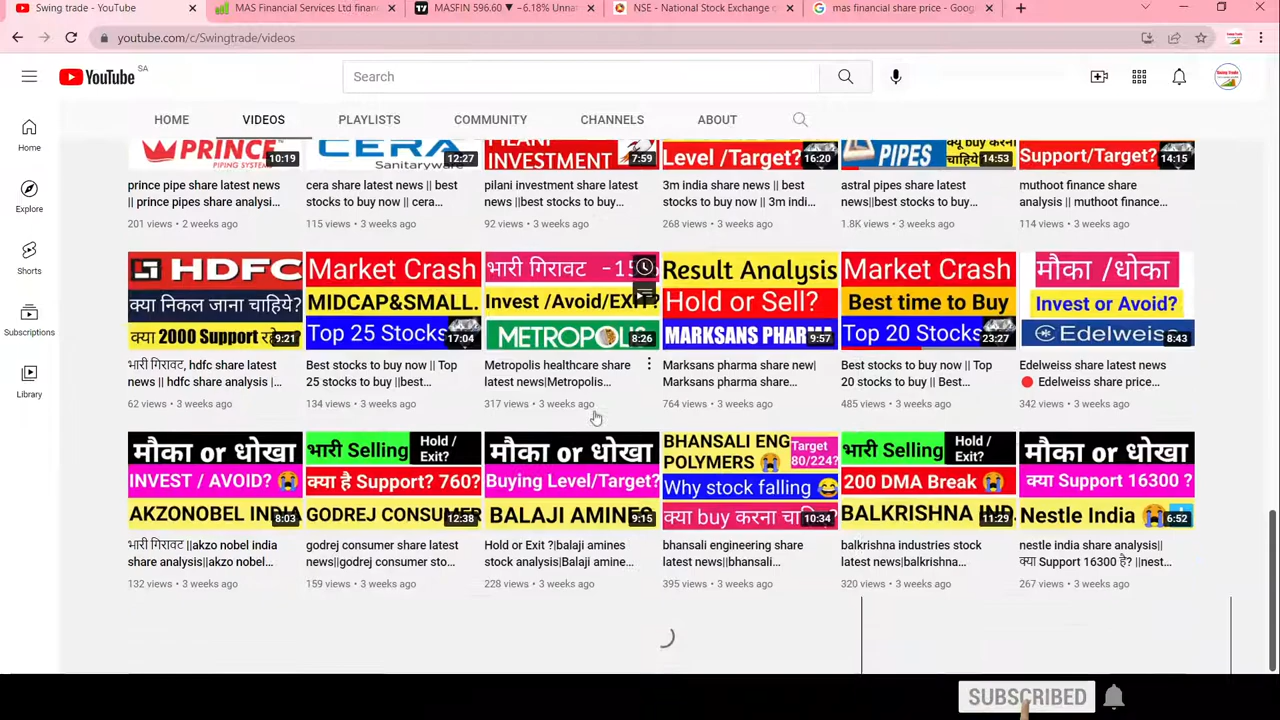 Swing trade - YouTube
MAS Financial Services Ltd finan
MASFIN 596.60 ▼ −6.18% Unna
NSE - National Stock Exchange o
mas financial share price - Goog
youtube.com/c/Swingtrade/videos
YouTube SA
Search
HOME
VIDEOS
PLAYLISTS
COMMUNITY
CHANNELS
ABOUT
Home
Explore
Shorts
Subscriptions
Library
PRINCE
PIPING SYSTEMS
10:19
CERA
Sanitaryware
12:27
PILANI
INVESTMENT
7:59
Level /Target?
16:20
क्यू buy करना
चाहिये
PIPES
14:53
Support/Target?
14:15
prince pipe share latest news
|| prince pipes share analysi...
201 views • 2 weeks ago
cera share latest news || best
stocks to buy now || cera...
115 views • 3 weeks ago
pilani investment share latest
news ||best stocks to buy...
92 views • 3 weeks ago
3m india share news || best
stocks to buy now || 3m indi...
268 views • 3 weeks ago
astral pipes share latest
news||best stocks to buy...
1.8K views • 3 weeks ago
muthoot finance share
analysis || muthoot finance...
114 views • 3 weeks ago
HDFC
क्या निकल जाना चाहिये?
क्या 2000 Support रहे
9:21
Market Crash
MIDCAP&SMALL.
Top 25 Stocks
17:04
भारी गिरावट -15
Invest /Avoid/EXIT?
METROPOLIS
8:26
Result Analysis
Hold or Sell?
MARKSANS PHARMA
9:57
Market Crash
Best time to Buy
Top 20 Stocks
23:27
मौका /धोका
Invest or Avoid?
Edelweiss
8:43
भारी गिरावट, hdfc share latest
news || hdfc share analysis |...
62 views • 3 weeks ago
Best stocks to buy now || Top
25 stocks to buy ||best...
134 views • 3 weeks ago
Metropolis healthcare share
latest news|Metropolis...
317 views • 3 weeks ago
Marksans pharma share new|
Marksans pharma share...
764 views • 3 weeks ago
Best stocks to buy now || Top
20 stocks to buy || Best...
485 views • 3 weeks ago
Edelweiss share latest news
Edelweiss share price...
342 views • 3 weeks ago
मौका or धोखा
INVEST / AVOID?
AKZONOBEL INDIA
8:03
भारी Selling
Hold /
Exit?
क्या है Support? 760?
GODREJ CONSUMER
12:38
मौका or धोखा
Buying Level/Target?
BALAJI AMINES
9:15
BHANSALI ENG
POLYMERS
Target
80/224?
Why stock falling
क्या buy करना चाहि
10:34
भारी Selling
Hold /
Exit?
200 DMA Break
BALKRISHNA IND.
11:29
मौका or धोखा
क्या Support 16300 ?
Nestle India
6:52
भारी गिरावट ||akzo nobel india
share analysis||akzo nobel...
132 views • 3 weeks ago
godrej consumer share latest
news||godrej consumer sto...
159 views • 3 weeks ago
Hold or Exit ?|balaji amines
stock analysis|Balaji amine...
228 views • 3 weeks ago
bhansali engineering share
latest news||bhansali...
395 views • 3 weeks ago
balkrishna industries stock
latest news|balkrishna...
320 views • 3 weeks ago
nestle india share analysis||
क्या Support 16300 है? ||nest...
267 views • 3 weeks ago
SUBSCRIBED